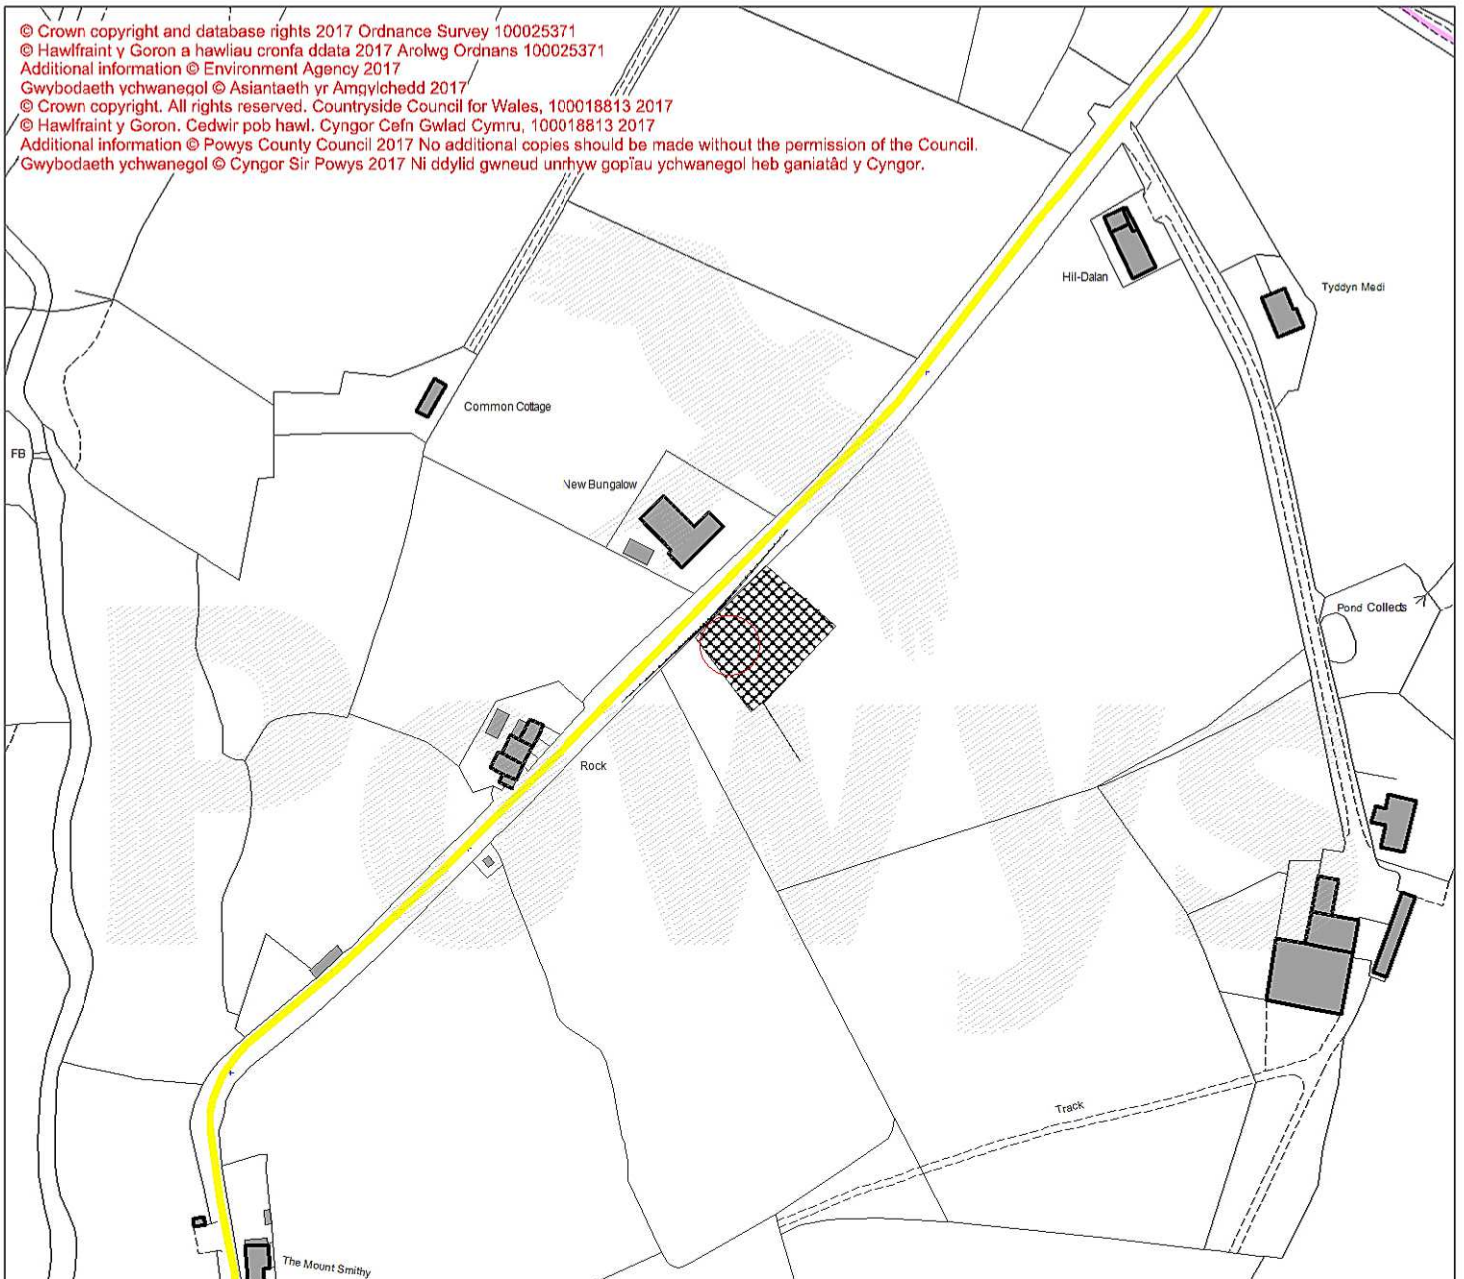 © Crown copyright and database rights 2017 Ordnance Survey 100025371
© Hawlfraint y Goron a hawliau cronfa ddata 2017 Arolwg Ordnans 100025371
Additional information © Environment Agency 2017
Gwybodaeth ychwanegol © Asiantaeth yr Amgylchedd 2017
© Crown copyright. All rights reserved. Countryside Council for Wales, 100018813 2017
© Hawlfraint y Goron. Cedwir pob hawl. Cyngor Cefn Gwlad Cymru, 100018813 2017
Additional information © Powys County Council 2017 No additional copies should be made without the permission of the Council.
Gwybodaeth ychwanegol © Cyngor Sir Powys 2017 Ni ddylid gwneud unrhyw gopïau ychwanegol heb ganiatâd y Cyngor.
Hil-Dalan
Tyddyn Medi
Common Cottage
FB
New Bungalow
Pond Collects
Rock
Powys
Track
The Mount Smithy